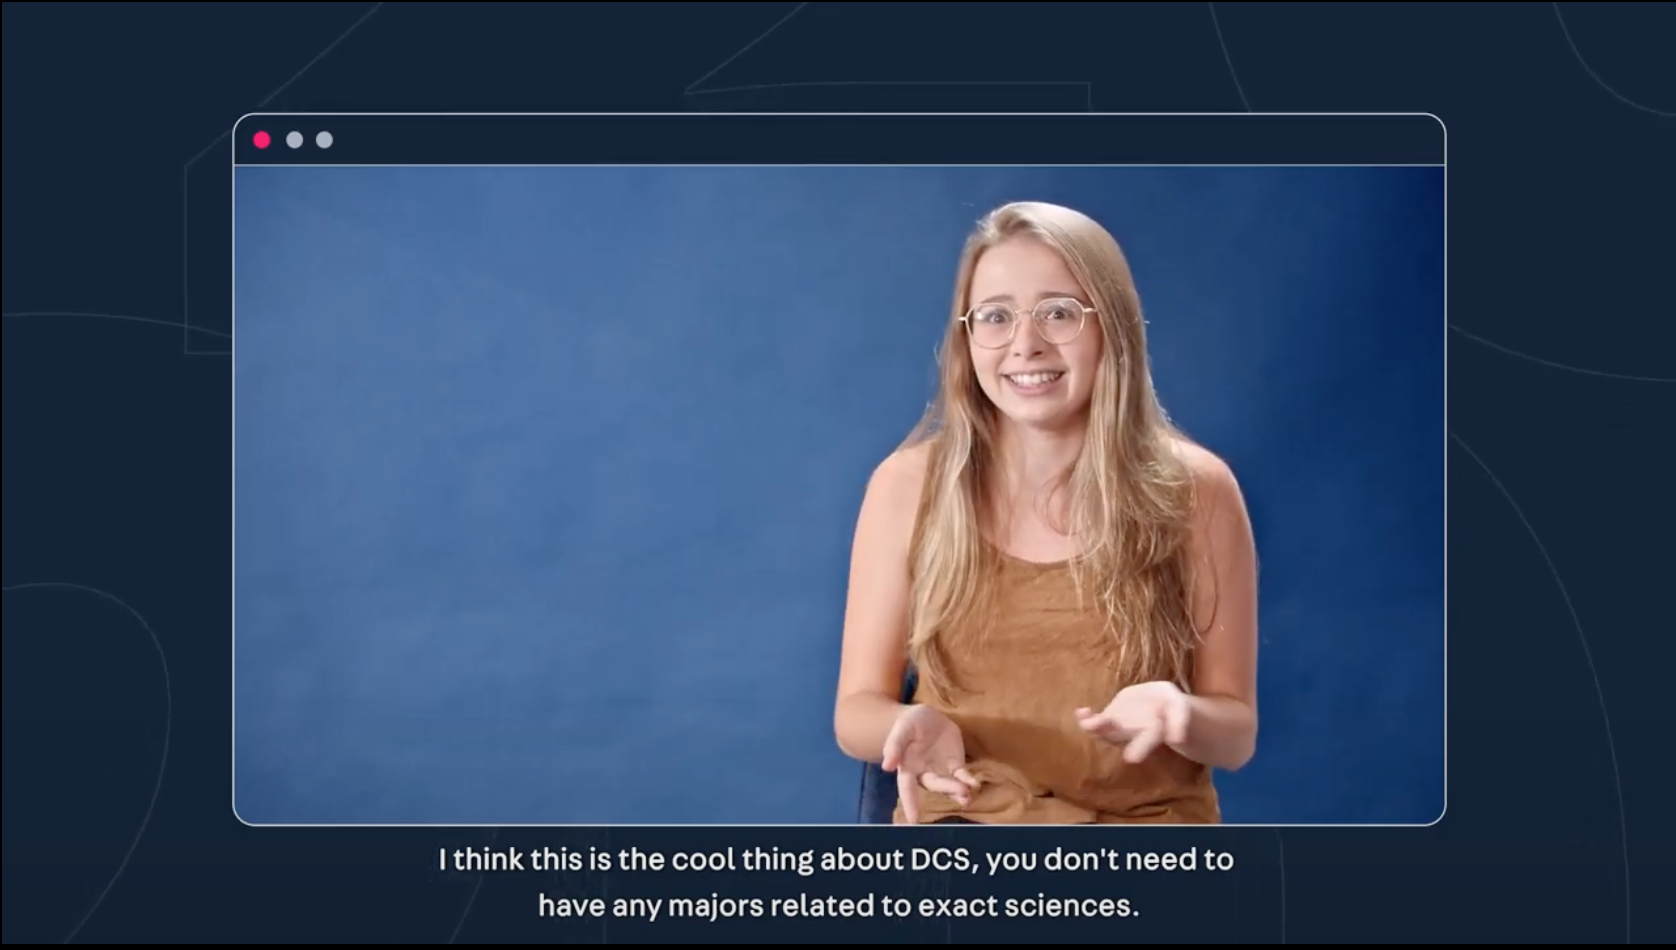 I think this is the cool thing about DCS, you don't need to
have any majors related to exact sciences.